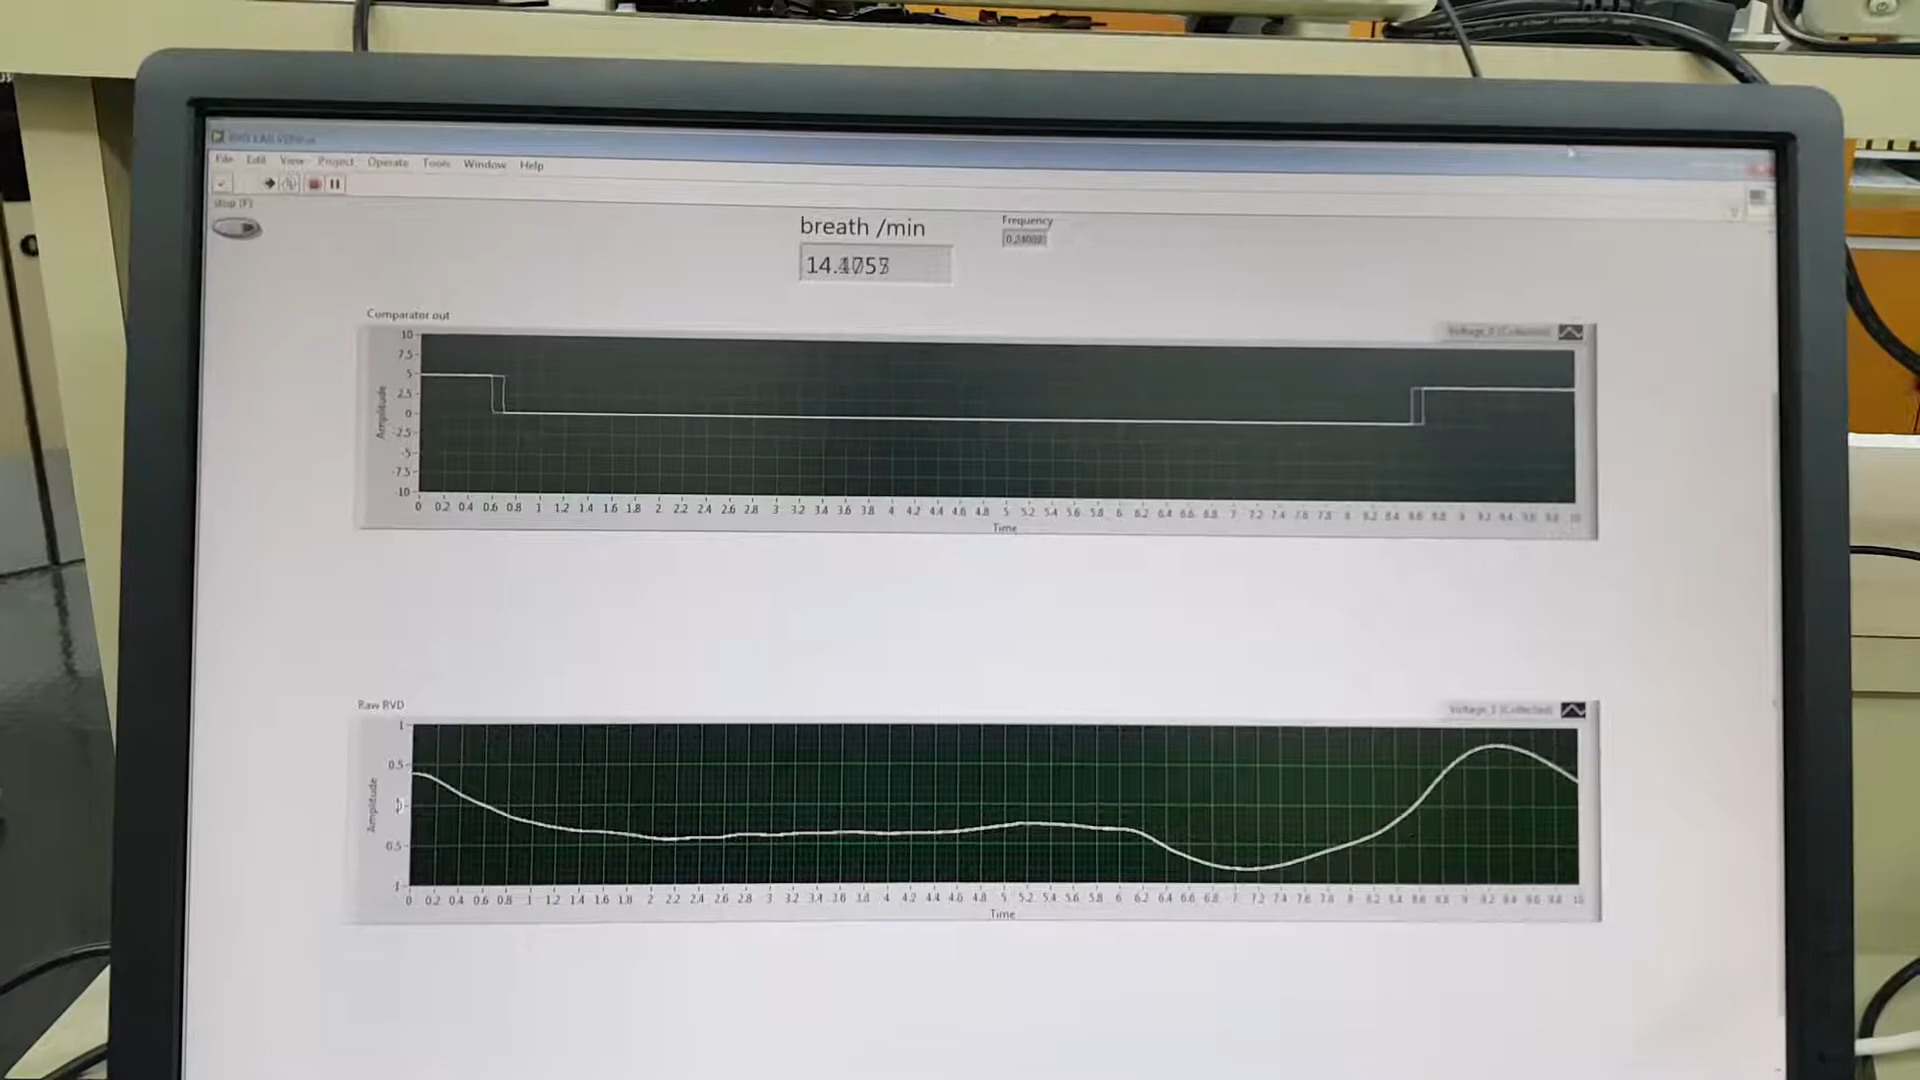 File Edit View Project Operate Tools Window Help
stop (F)
breath /min
Frequency
Comparator out
10
7.5
5
2.5
0
-2.5
-5
-7.5
-10
Amplitude
0 0.2 0.4 0.6 0.8 1 1.2 1.4 1.6 1.8 2 2.2 2.4 2.6 2.8 3 3.2 3.4 3.6 3.8 4 4.2 4.4 4.6 4.8 5 5.2 5.4 5.6 5.8 6 6.2 6.4 6.6 6.8 7 7.2 7.4 7.6 7.8 8 8.2 8.4 8.6 8.8 9 9.2 9.4 9.6 9.8 10
Time
Raw RVD
1
0.5
0.5
1
Amplitude
0 0.2 0.4 0.6 0.8 1 1.2 1.4 1.6 1.8 2 2.2 2.4 2.6 2.8 3 3.2 3.4 3.6 3.8 4 4.2 4.4 4.6 4.8 5 5.2 5.4 5.6 5.8 6 6.2 6.4 6.6 6.8 7 7.2 7.4 7.6 7.8 8 8.2 8.4 8.6 8.8 9 9.2 9.4 9.6 9.8 10
Time